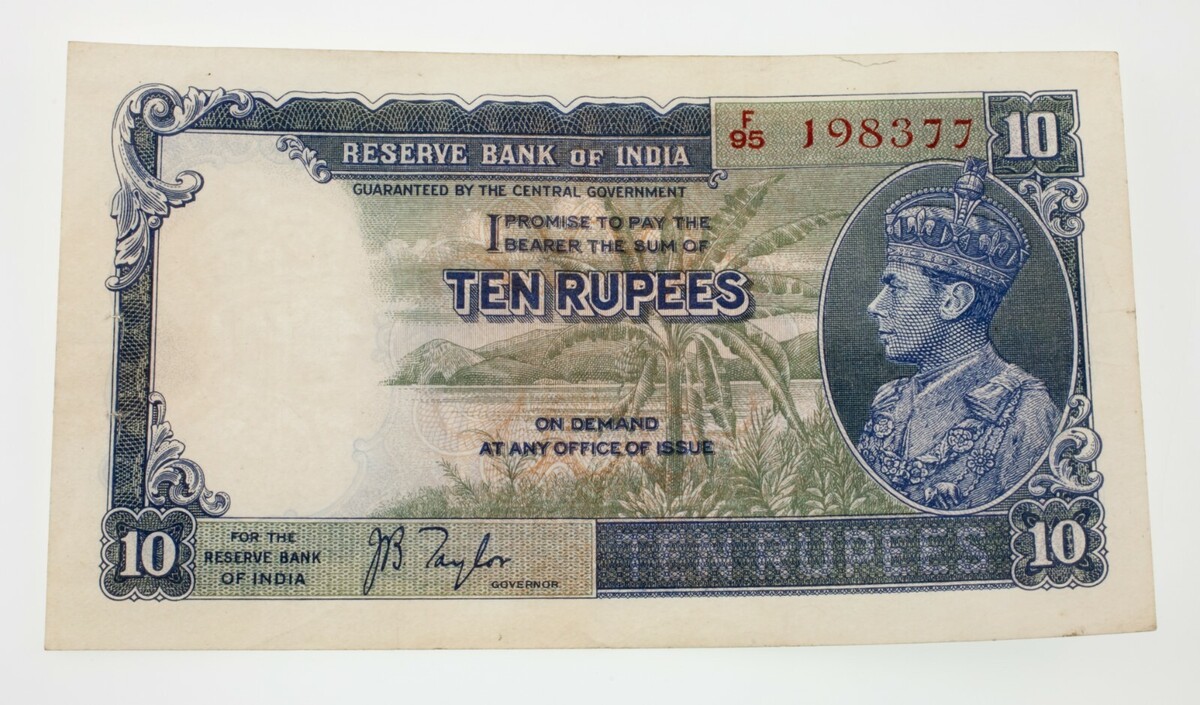 RESERVE BANK OF INDIA
F
95 198377
10
GUARANTEED BY THE CENTRAL GOVERNMENT
I PROMISE TO PAY THE
BEARER THE SUM OF
TEN RUPEES
ON DEMAND
AT ANY OFFICE OF ISSUE
10
FOR THE
RESERVE BANK
OF INDIA
JB Taylor
GOVERNOR
TEN RUPEES
10